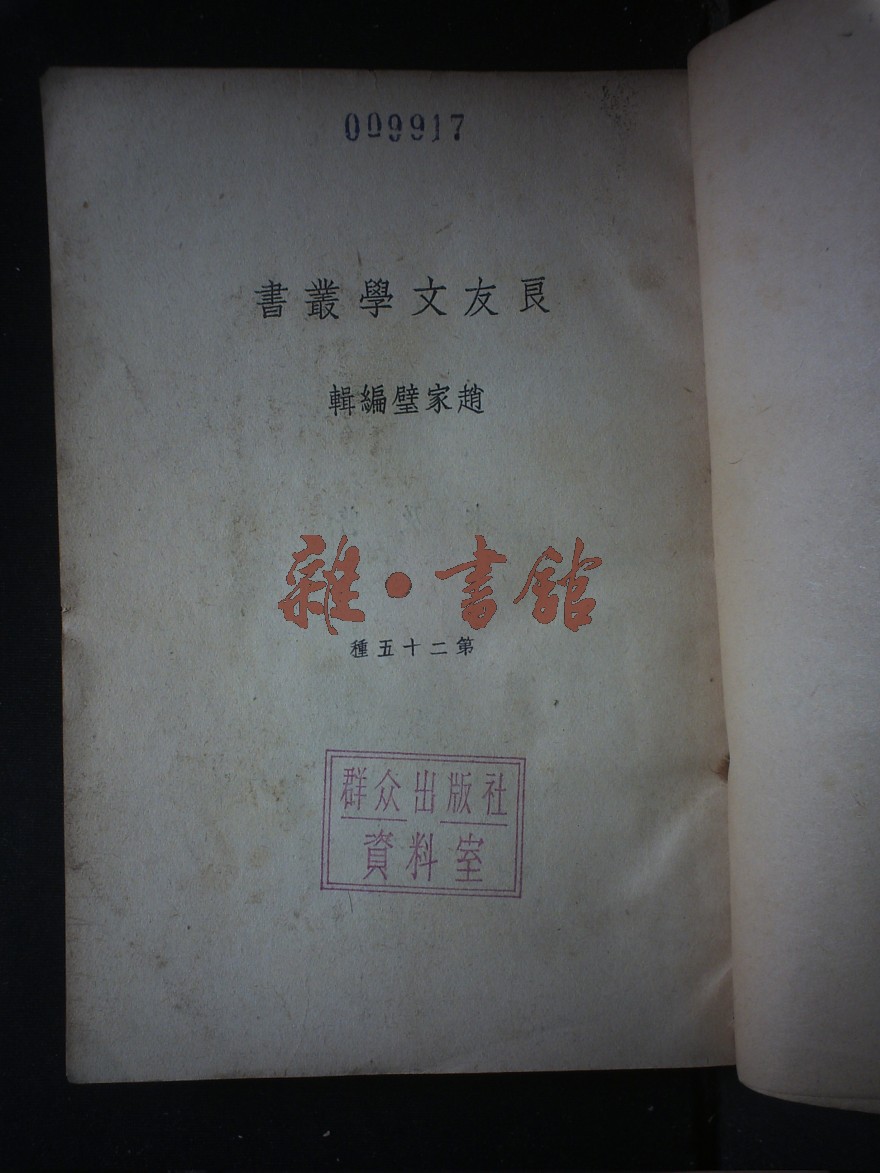 009917
良友文學叢書
趙家璧編輯
雜·書館
第二十五種
群众出版社
資料室